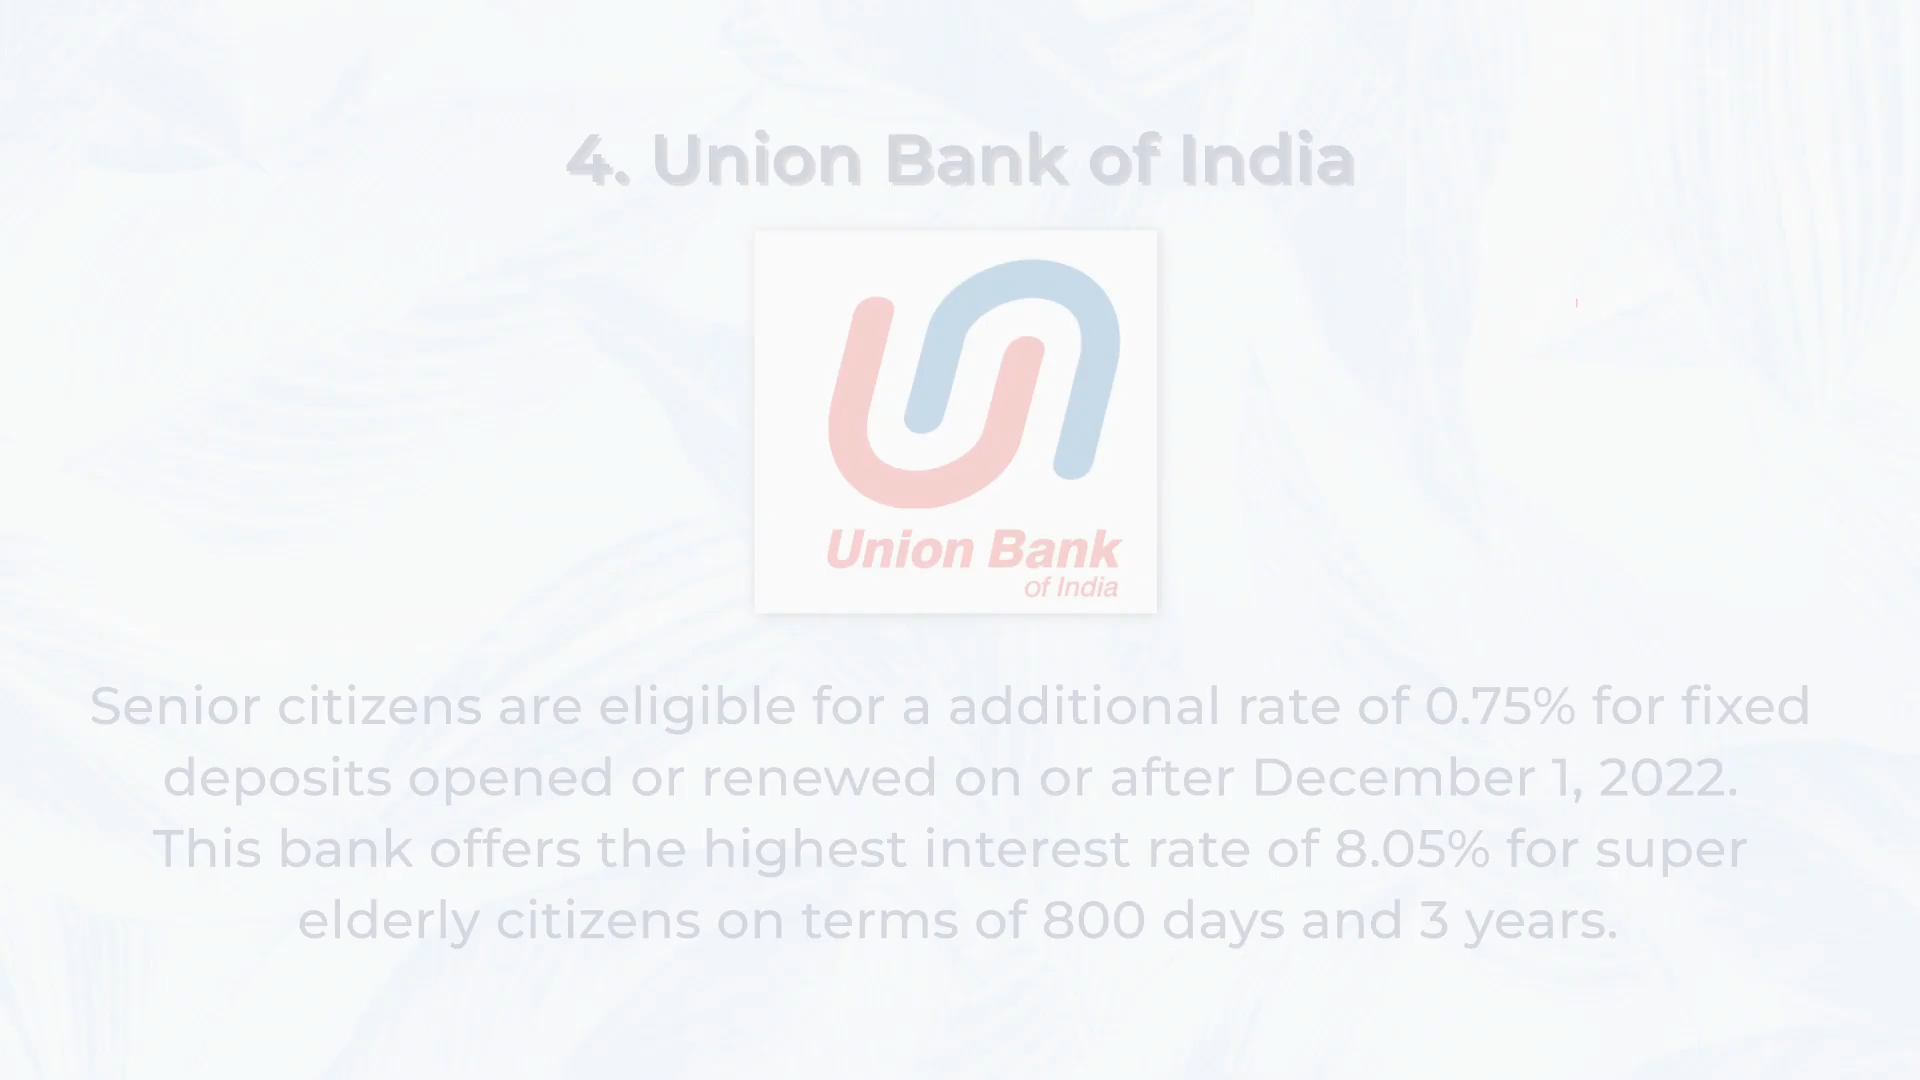 4. Union Bank of India
Union Bank
of India
Senior citizens are eligible for a additional rate of 0.75% for fixed
deposits opened or renewed on or after December 1, 2022.
This bank offers the highest interest rate of 8.05% for super
elderly citizens on terms of 800 days and 3 years.